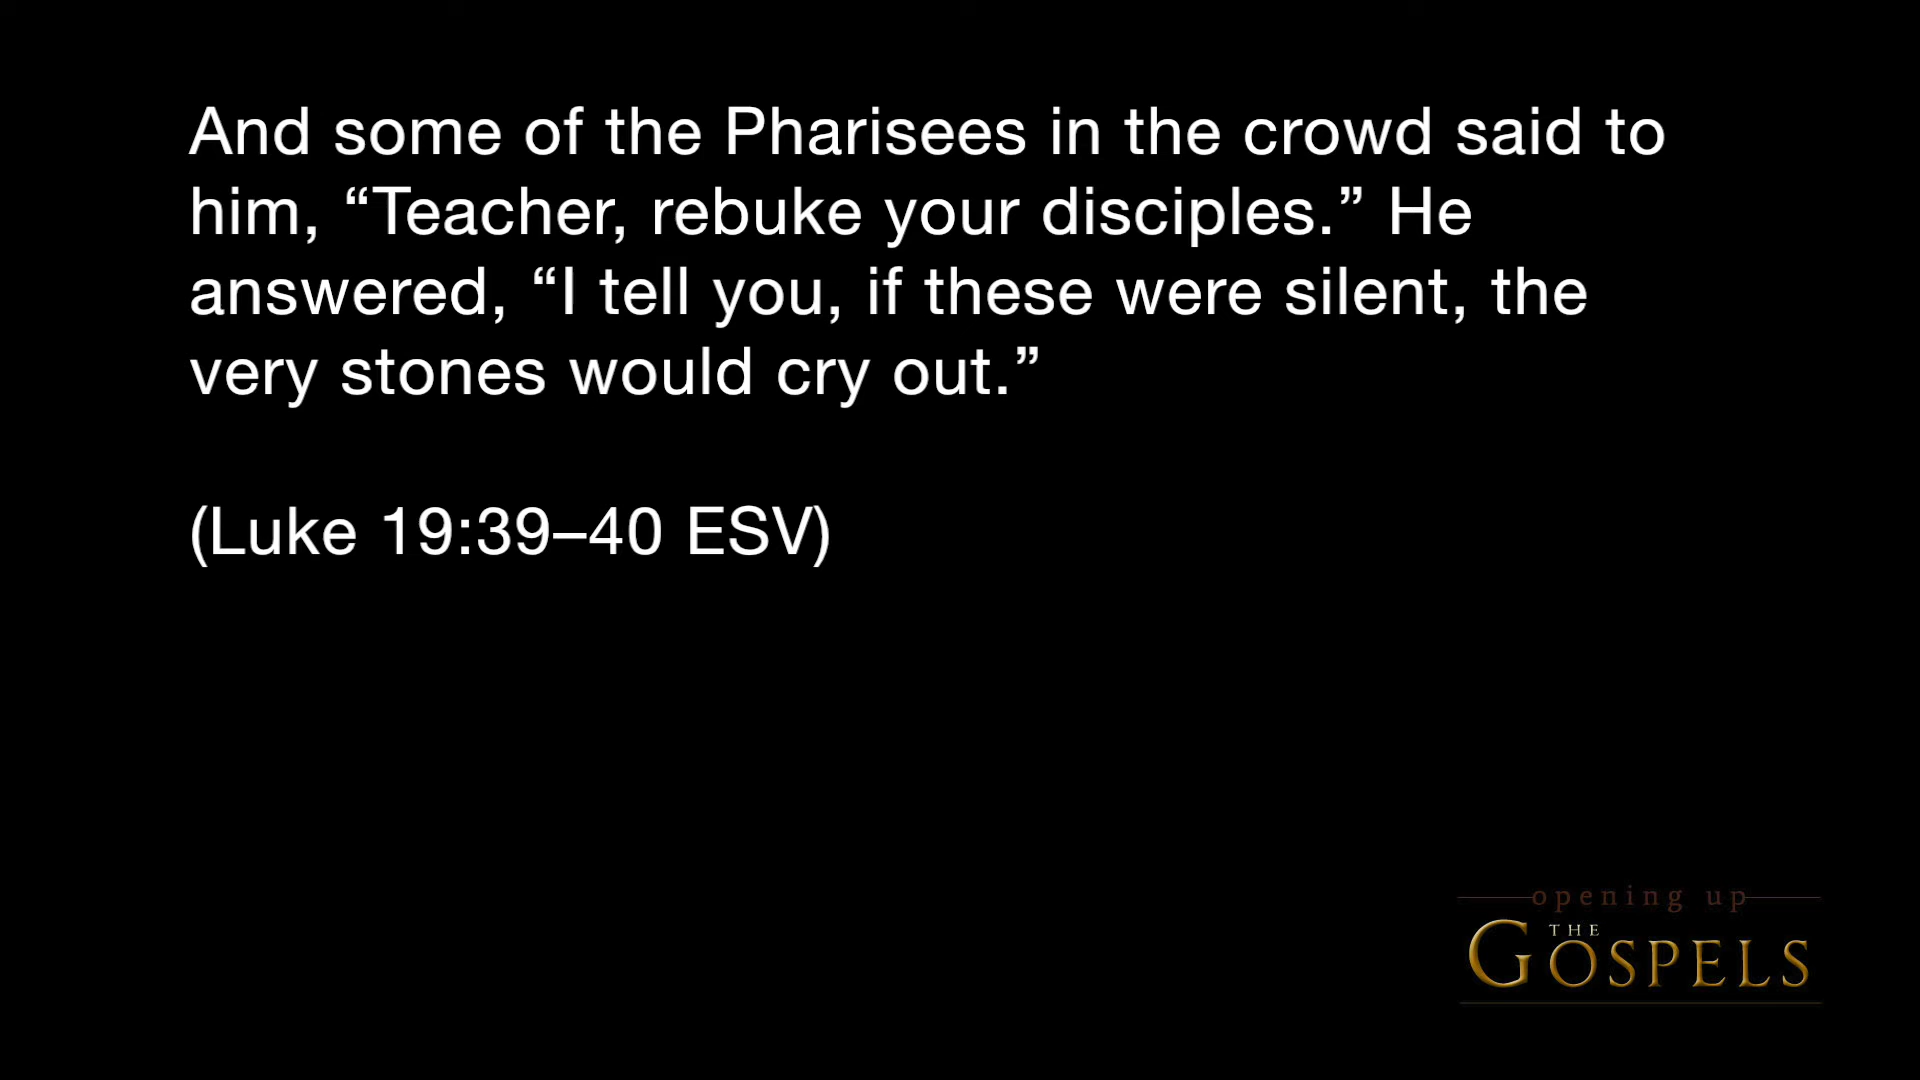 And some of the Pharisees in the crowd said to
him, “Teacher, rebuke your disciples.” He
answered, “I tell you, if these were silent, the
very stones would cry out.”
(Luke 19:39–40 ESV)
opening up
THE
GOSPELS